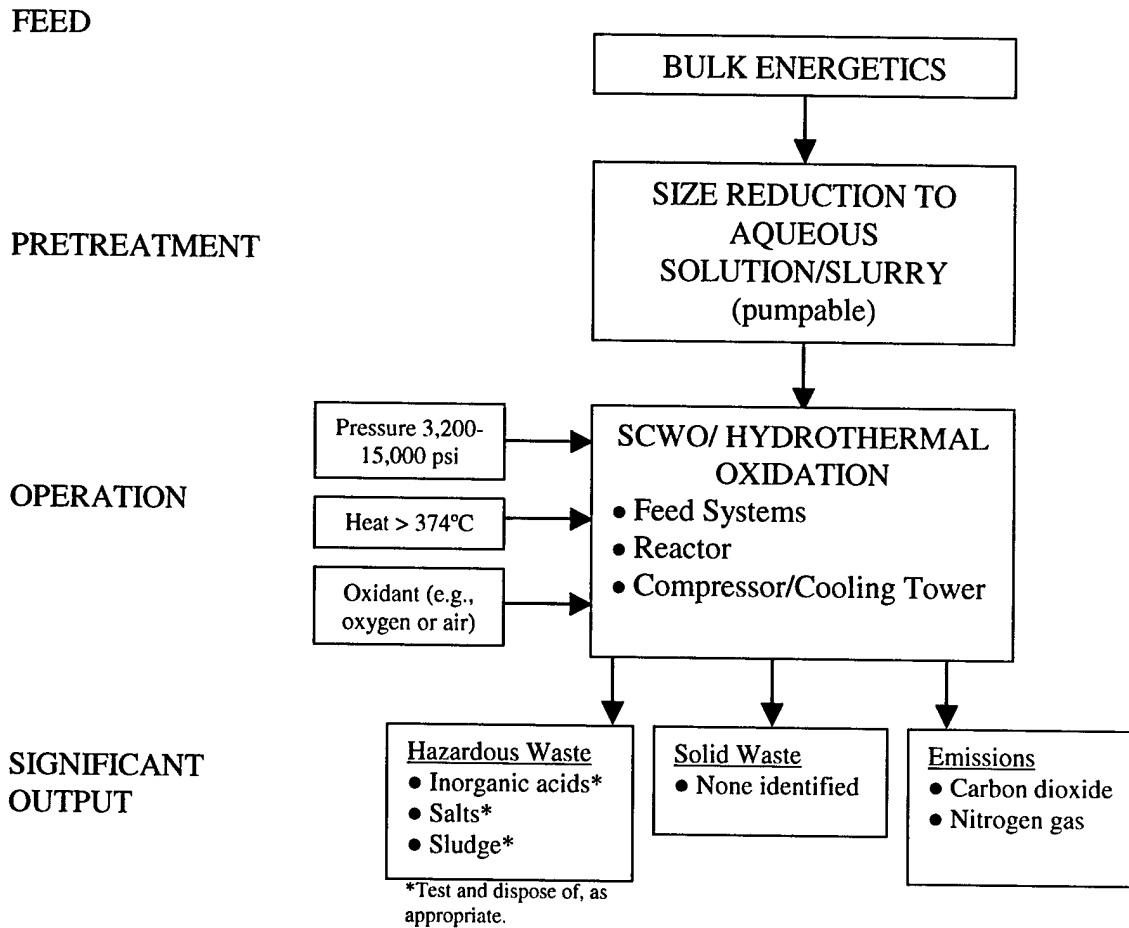 FEED
BULK ENERGETICS
PRETREATMENT
SIZE REDUCTION TO
AQUEOUS
SOLUTION/SLURRY
(pumpable)
OPERATION
Pressure 3,200-
15,000 psi
Heat > 374ºC
Oxidant (e.g.,
oxygen or air)
SCWO/ HYDROTHERMAL
OXIDATION
● Feed Systems
● Reactor
● Compressor/Cooling Tower
SIGNIFICANT
OUTPUT
Hazardous Waste
● Inorganic acids*
● Salts*
● Sludge*
*Test and dispose of, as
appropriate.
Solid Waste
● None identified
Emissions
● Carbon dioxide
● Nitrogen gas